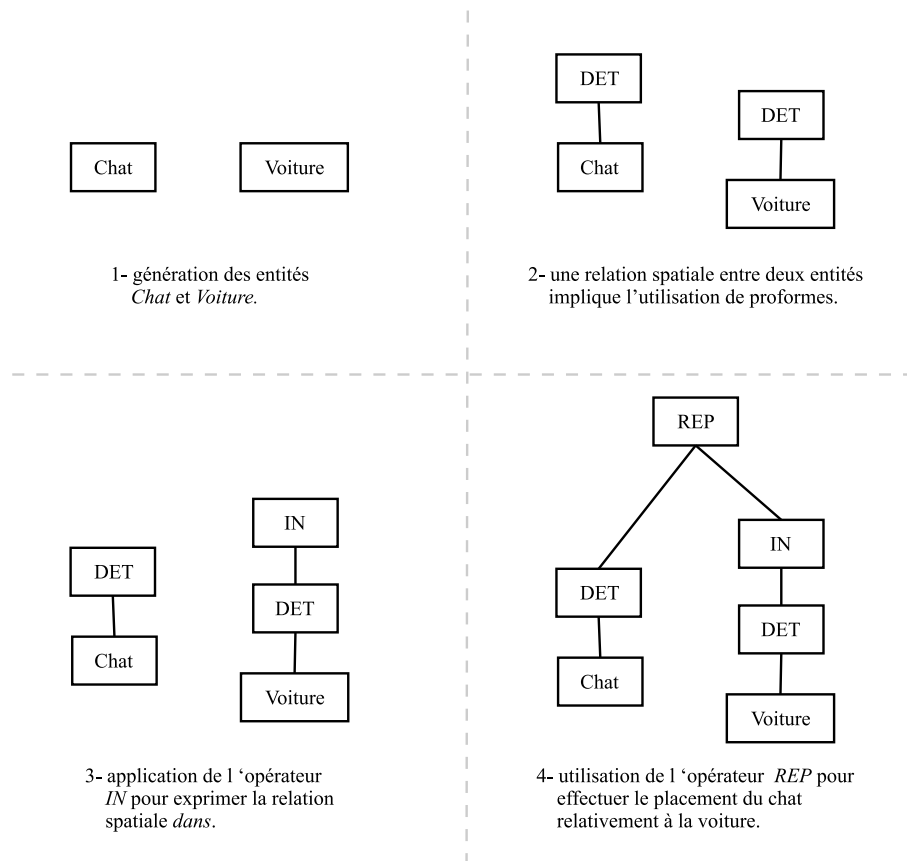 Chat
Voiture
1- génération des entités
Chat et Voiture.
DET
Chat
DET
Voiture
2- une relation spatiale entre deux entités
implique l’utilisation de proformes.
DET
Chat
IN
DET
Voiture
3- application de l ‘opérateur
IN pour exprimer la relation
spatiale dans.
REP
DET
Chat
IN
DET
Voiture
4- utilisation de l ‘opérateur REP pour
effectuer le placement du chat
relativement à la voiture.